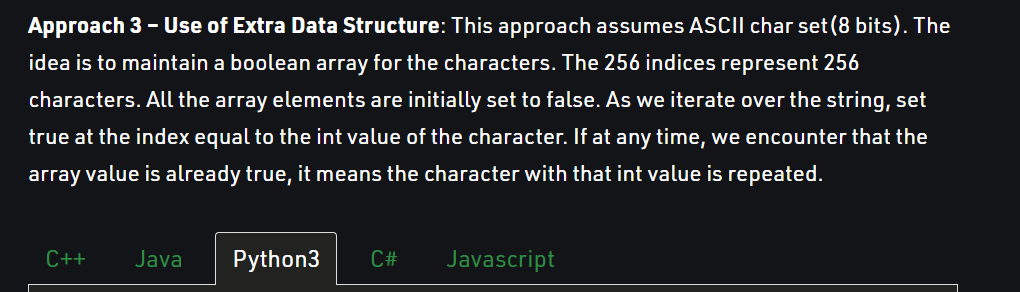 Approach 3 – Use of Extra Data Structure: This approach assumes ASCII char set(8 bits). The
idea is to maintain a boolean array for the characters. The 256 indices represent 256
characters. All the array elements are initially set to false. As we iterate over the string, set
true at the index equal to the int value of the character. If at any time, we encounter that the
array value is already true, it means the character with that int value is repeated.
C++ Java Python3 C# Javascript